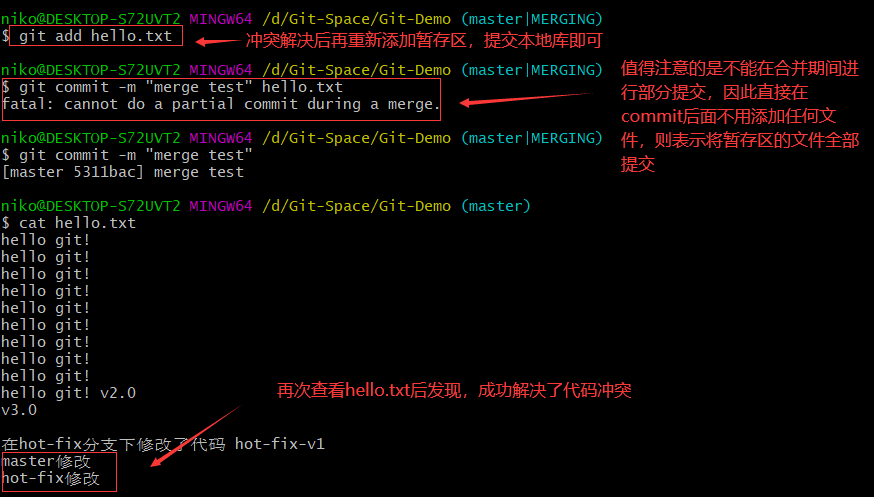 niko@DESKTOP-S72UVT2 MINGW64 /d/Git-Space/Git-Demo (master|MERGING)
$ git add hello.txt
冲突解决后再重新添加暂存区，提交本地库即可
niko@DESKTOP-S72UVT2 MINGW64 /d/Git-Space/Git-Demo (master|MERGING)
$ git commit -m "merge test" hello.txt
fatal: cannot do a partial commit during a merge.
值得注意的是不能在合并期间进
行部分提交，因此直接在
commit后面不用添加任何文
件，则表示将暂存区的文件全部
提交
niko@DESKTOP-S72UVT2 MINGW64 /d/Git-Space/Git-Demo (master|MERGING)
$ git commit -m "merge test"
[master 5311bac] merge test
niko@DESKTOP-S72UVT2 MINGW64 /d/Git-Space/Git-Demo (master)
$ cat hello.txt
hello git!
hello git!
hello git!
hello git!
hello git!
hello git!
hello git!
hello git!
hello git!
hello git! v2.0
v3.0
再次查看hello.txt后发现，成功解决了代码冲突
在hot-fix分支下修改了代码 hot-fix-v1
master修改
hot-fix修改